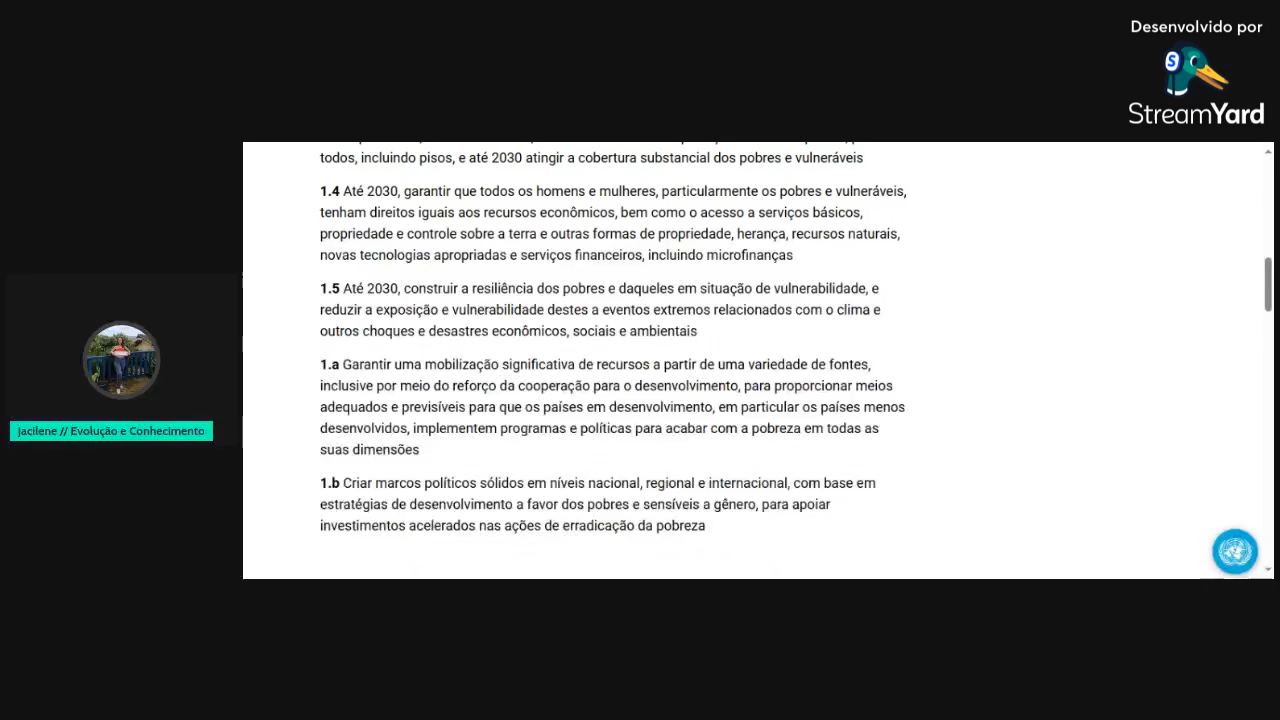 Desenvolvido por
S
StreamYard
todos, incluindo pisos, e até 2030 atingir a cobertura substancial dos pobres e vulneráveis
1.4 Até 2030, garantir que todos os homens e mulheres, particularmente os pobres e vulneráveis,
tenham direitos iguais aos recursos econômicos, bem como o acesso a serviços básicos,
propriedade e controle sobre a terra e outras formas de propriedade, herança, recursos naturais,
novas tecnologias apropriadas e serviços financeiros, incluindo microfinanças
1.5 Até 2030, construir a resiliência dos pobres e daqueles em situação de vulnerabilidade, e
reduzir a exposição e vulnerabilidade destes a eventos extremos relacionados com o clima e
outros choques e desastres econômicos, sociais e ambientais
1.a Garantir uma mobilização significativa de recursos a partir de uma variedade de fontes,
inclusive por meio do reforço da cooperação para o desenvolvimento, para proporcionar meios
adequados e previsíveis para que os países em desenvolvimento, em particular os países menos
desenvolvidos, implementem programas e políticas para acabar com a pobreza em todas as
suas dimensões
1.b Criar marcos políticos sólidos em níveis nacional, regional e internacional, com base em
estratégias de desenvolvimento a favor dos pobres e sensíveis a gênero, para apoiar
investimentos acelerados nas ações de erradicação da pobreza
Jacilene // Evolução e Conhecimento